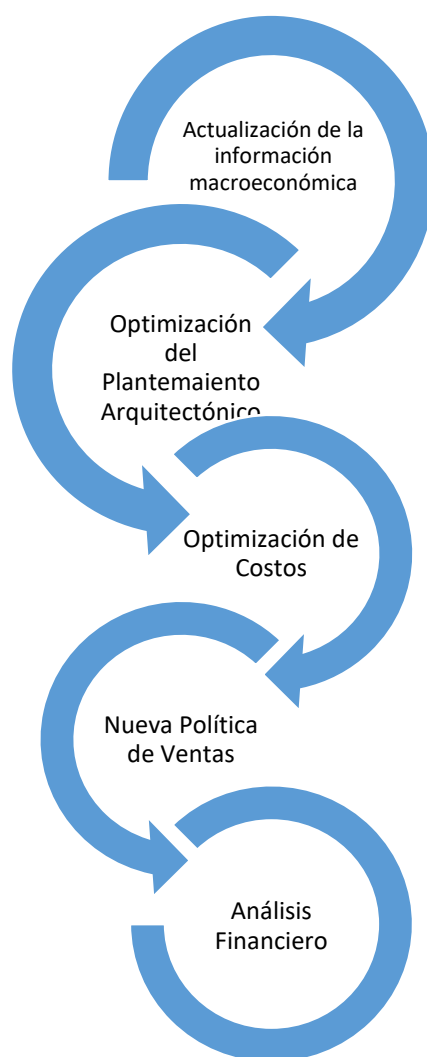 Actualización de la
información
macroeconómica
Optimización
del
Plantemaiento
Arquitectónico
Optimización de
Costos
Nueva Política
de Ventas
Análisis
Financiero